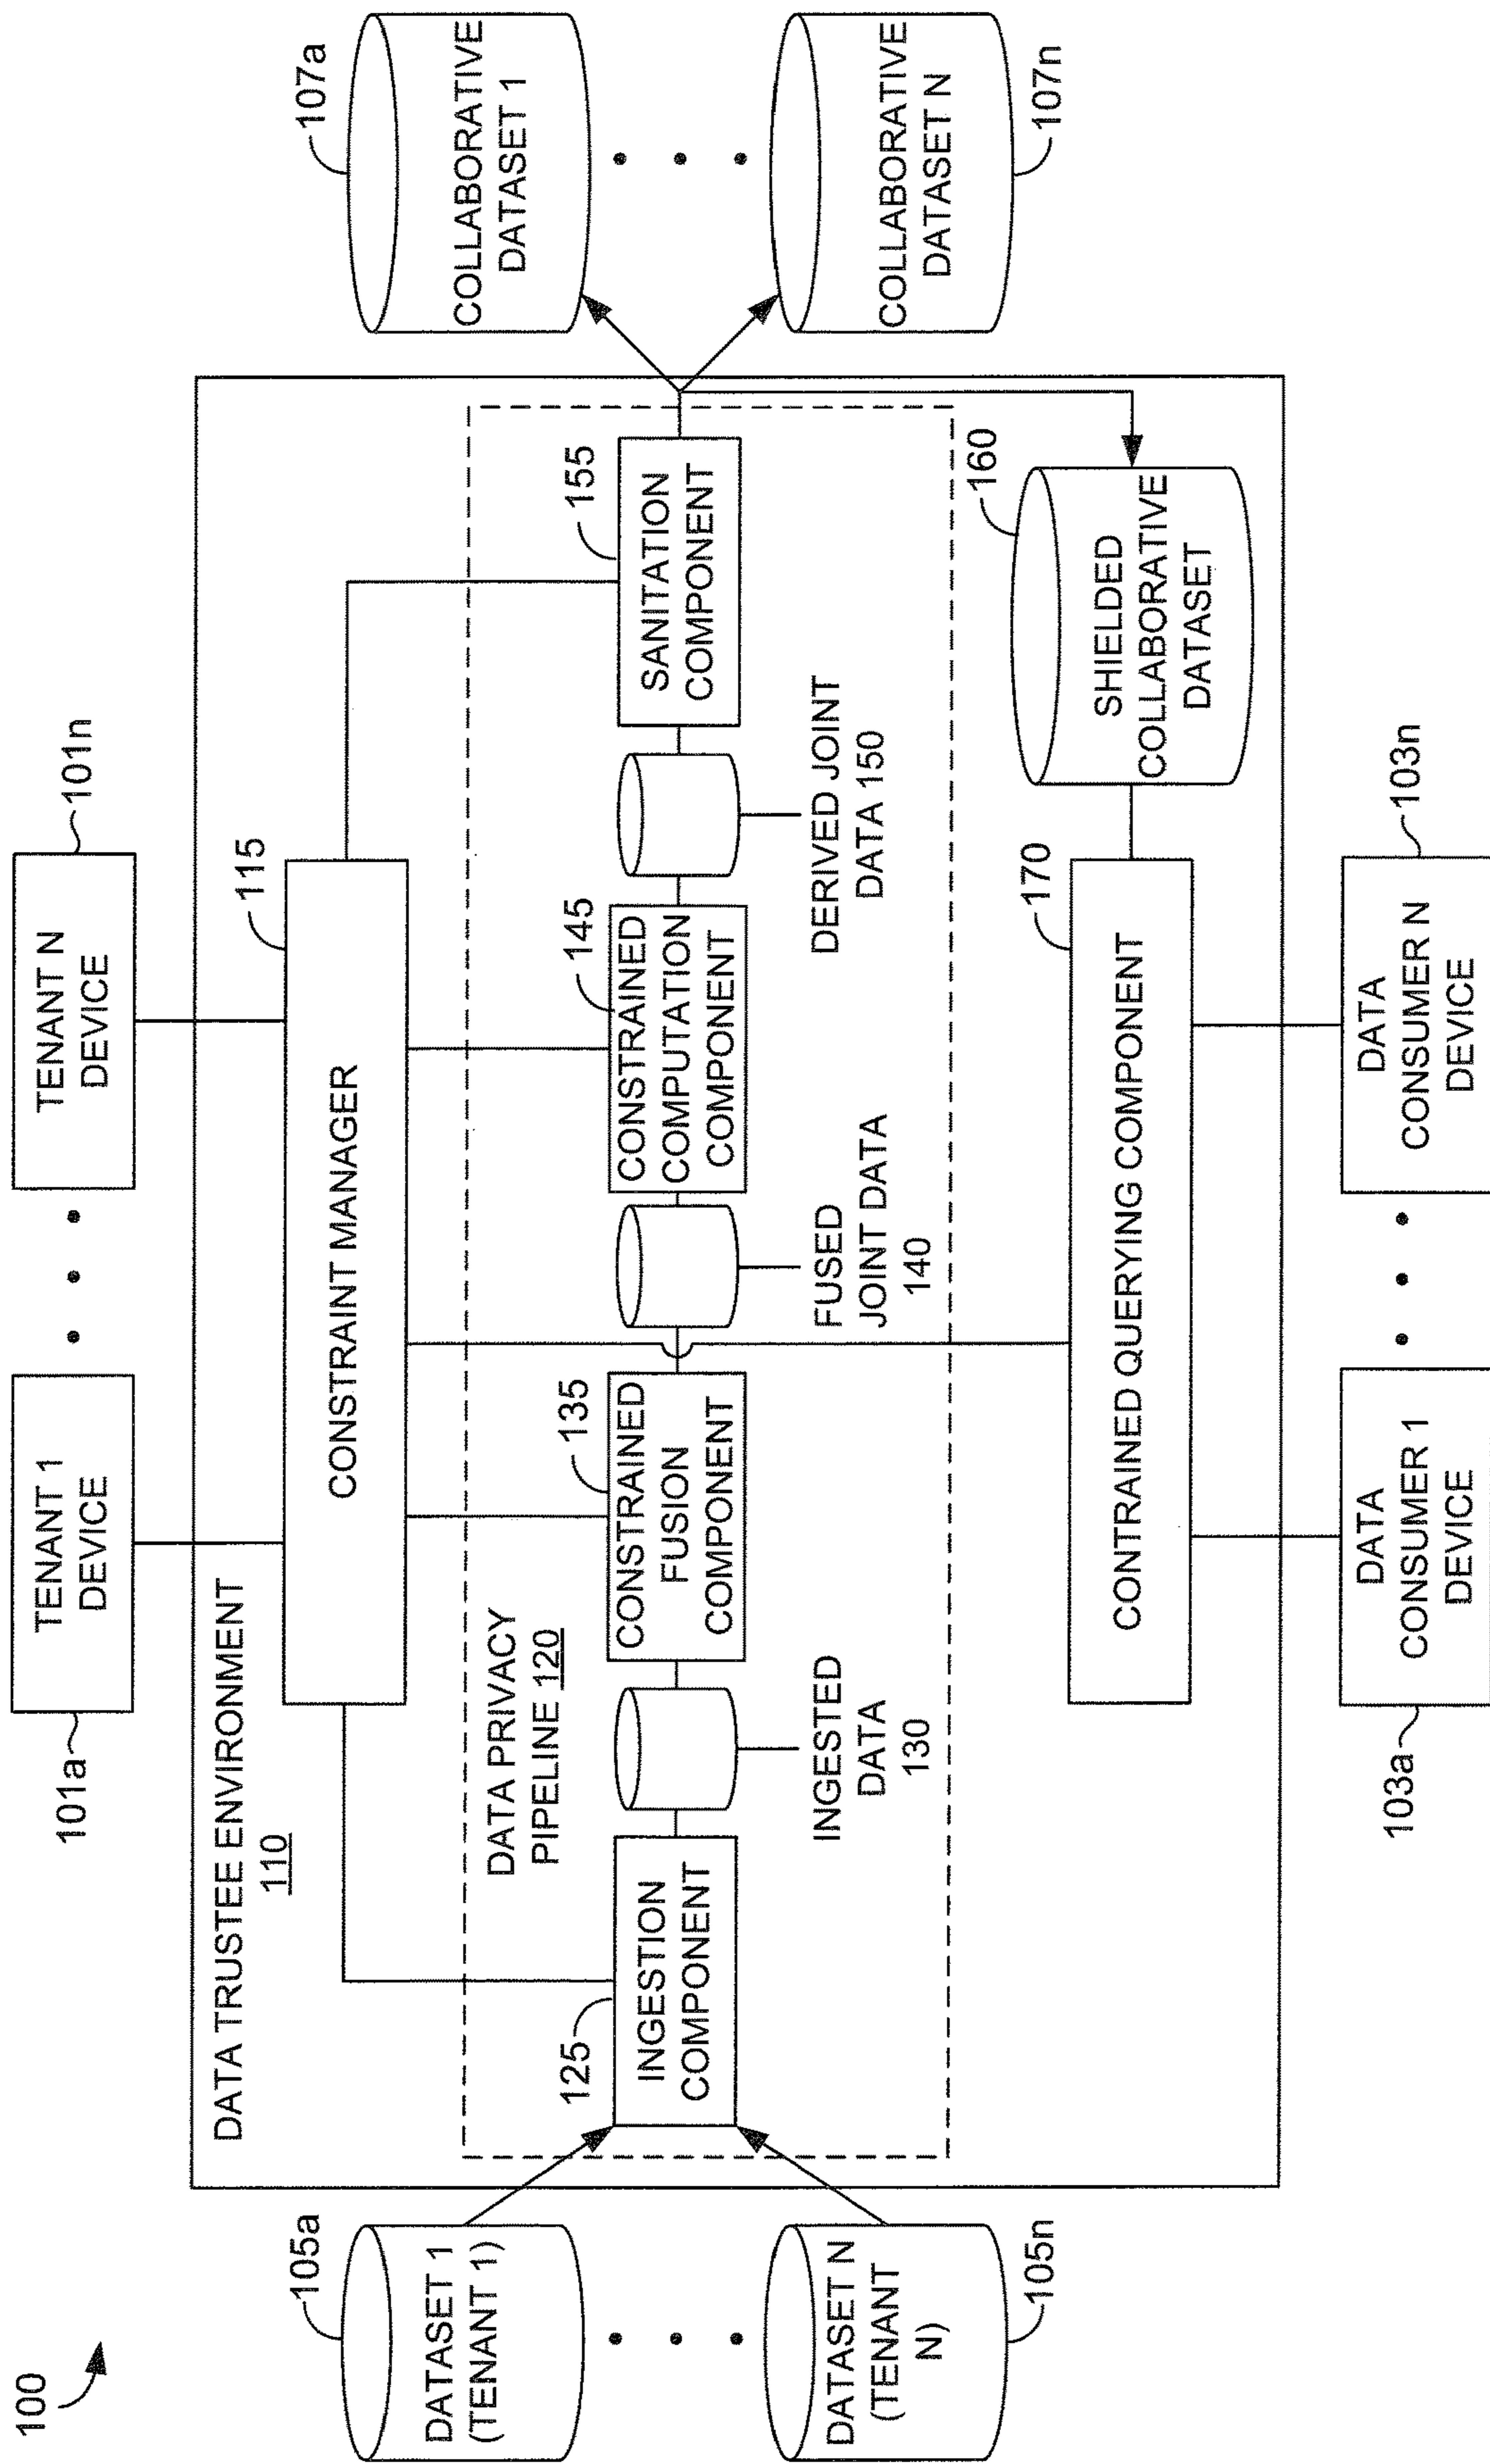 100
101a
TENANT 1
DEVICE
TENANT N
DEVICE
101n
DATA TRUSTEE ENVIRONMENT
110
CONSTRAINT MANAGER
115
105a
DATASET 1
(TENANT 1)
DATASET N
(TENANT
N)
105n
DATA PRIVACY
PIPELINE 120
125
INGESTION
COMPONENT
INGESTED
DATA
130
135
CONSTRAINED
FUSION
COMPONENT
FUSED
JOINT DATA
140
145
CONSTRAINED
COMPUTATION
COMPONENT
DERIVED JOINT
DATA 150
155
SANITATION
COMPONENT
107a
COLLABORATIVE
DATASET 1
COLLABORATIVE
DATASET N
107n
160
SHIELDED
COLLABORATIVE
DATASET
CONTRAINED QUERYING COMPONENT
170
103a
DATA
CONSUMER 1
DEVICE
DATA
CONSUMER N
DEVICE
103n